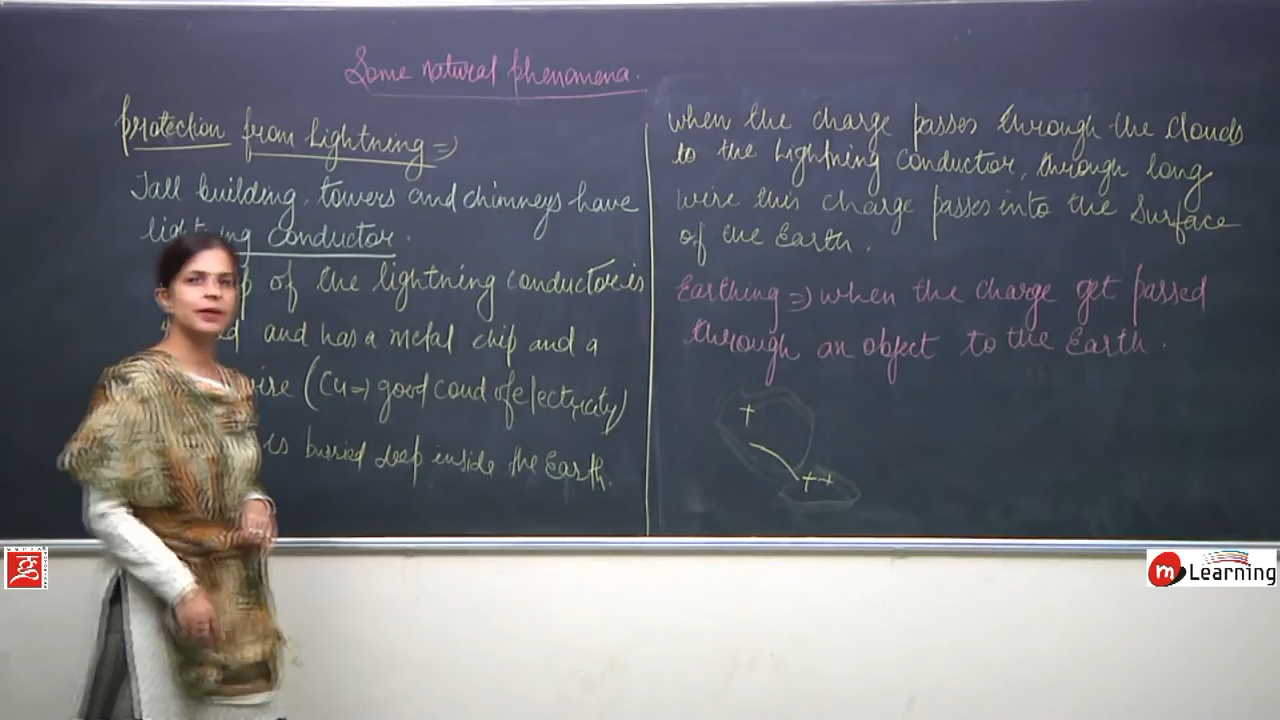 Some natural phenomena.
protection from lightning =>
Tall building, towers and chimneys have
lightning conductor.
of the lightning conductor is
and has a metal chip and a
wire (Cu => good cond of electricity)
is burried deep inside the Earth.
when the charge passes through the clouds
to the lightning conductor, through long
wire this charge passes into the surface
of the Earth.
Earthing => when the charge get passed
through an object to the Earth.
+
++
m Learning